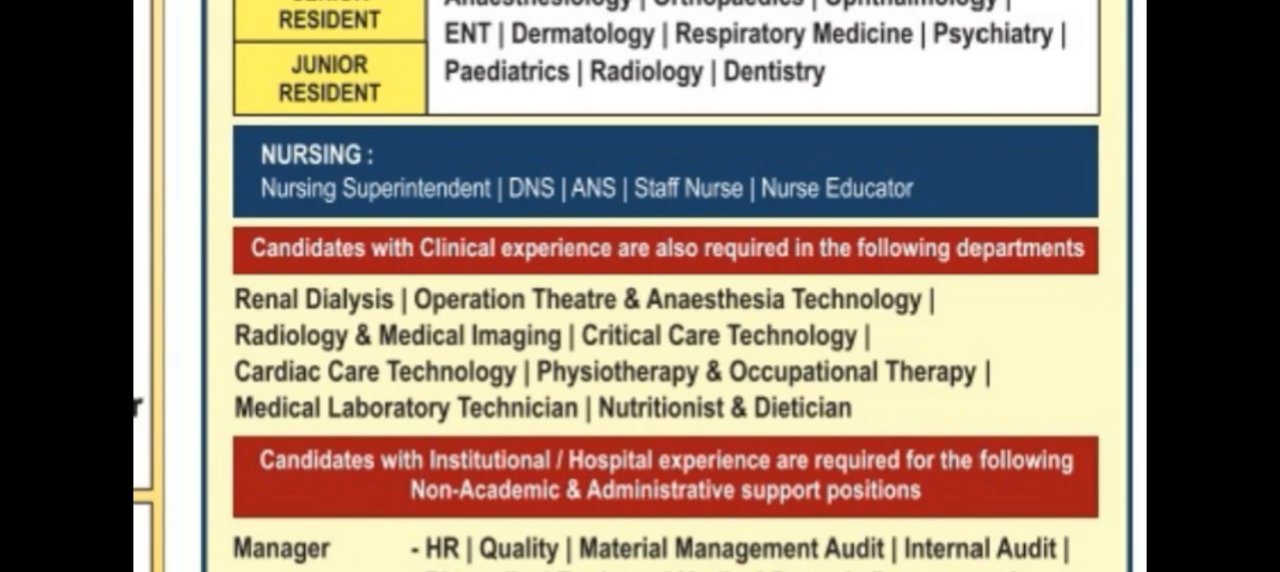 RESIDENT
Anaesthesiology | Orthopaedics | Ophthalmology |
ENT | Dermatology | Respiratory Medicine | Psychiatry |
JUNIOR
RESIDENT
Paediatrics | Radiology | Dentistry
NURSING :
Nursing Superintendent | DNS | ANS | Staff Nurse | Nurse Educator
Candidates with Clinical experience are also required in the following departments
Renal Dialysis | Operation Theatre & Anaesthesia Technology |
Radiology & Medical Imaging | Critical Care Technology |
Cardiac Care Technology | Physiotherapy & Occupational Therapy |
Medical Laboratory Technician | Nutritionist & Dietician
Candidates with Institutional / Hospital experience are required for the following
Non-Academic & Administrative support positions
Manager - HR | Quality | Material Management Audit | Internal Audit |